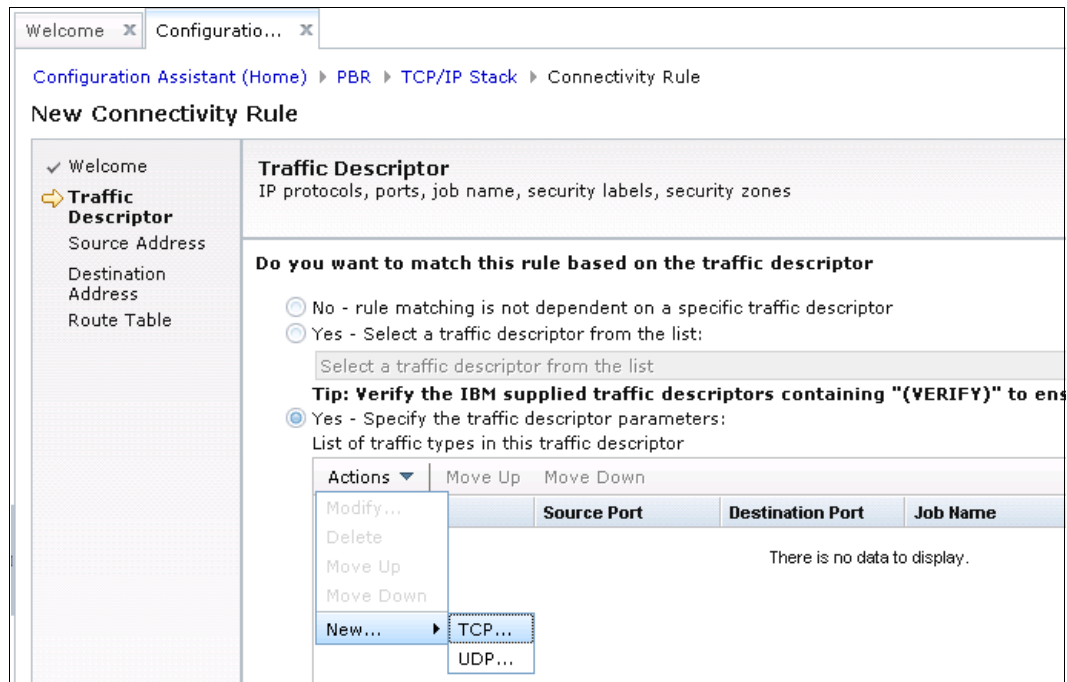 Welcome x Configuratio... x
Configuration Assistant (Home) PBR TCP/IP Stack Connectivity Rule
New Connectivity Rule
Welcome
Traffic
Descriptor
Source Address
Destination
Address
Route Table
Traffic Descriptor
IP protocols, ports, job name, security labels, security zones
Do you want to match this rule based on the traffic descriptor
No - rule matching is not dependent on a specific traffic descriptor
Yes - Select a traffic descriptor from the list:
Select a traffic descriptor from the list
Tip: Verify the IBM supplied traffic descriptors containing "(VERIFY)" to ens
Yes - Specify the traffic descriptor parameters:
List of traffic types in this traffic descriptor
Actions Move Up Move Down
Source Port Destination Port Job Name
There is no data to display.
Modify...
Delete
Move Up
Move Down
New...
TCP...
UDP...